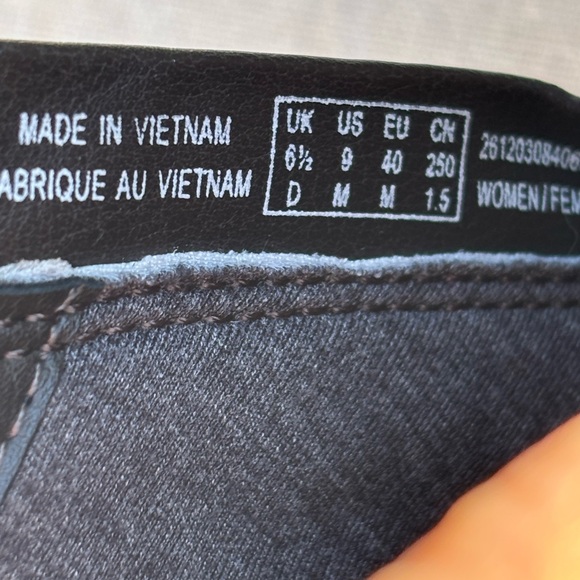 MADE IN VIETNAM
ABRIQUE AU VIETNAM
UK US EU CN
6½ 9 40 250
D M M 1.5
2612030840
WOMEN/FEM